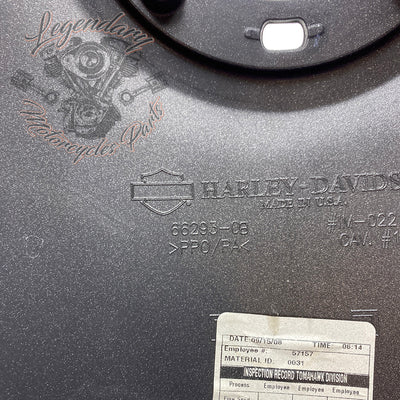 Legendary
Motorcycles Parts
HARLEY-DAVIDS
MADE IN U.S.A.
66293-08
>PPO/PA<
#M-022
CAV. #1
DATE:09/15/08 TIME: 06:14
Employee #: 57157
MATERIAL ID. 0031
INSPECTION RECORD TOMAHAWK DIVISION
Process Employee Employee Employee